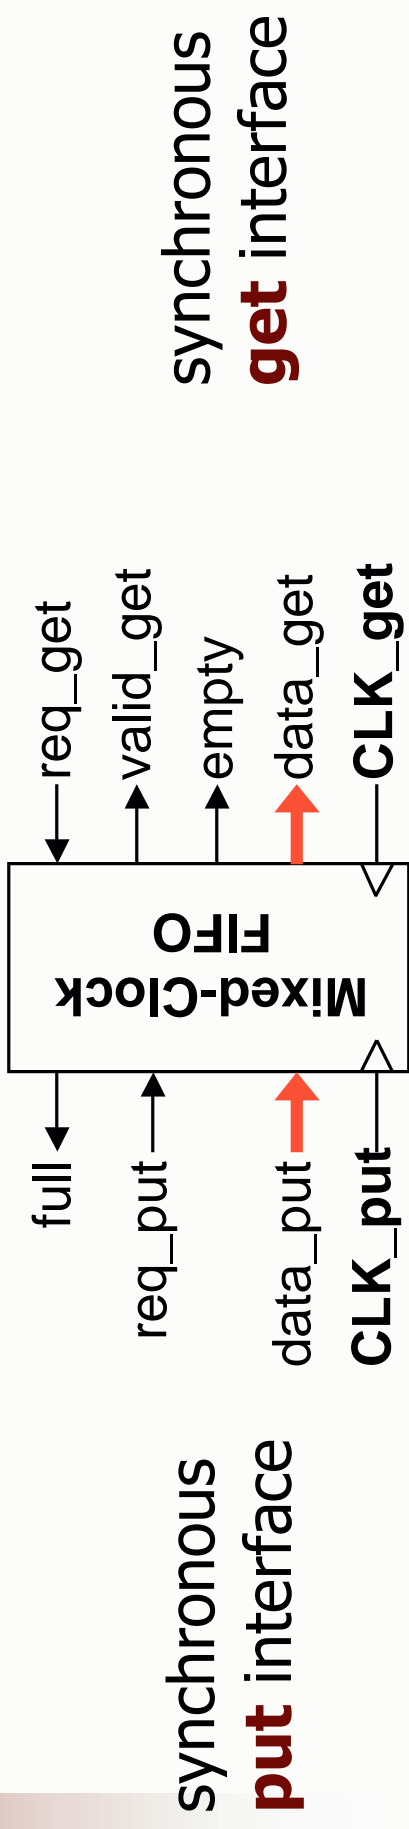 synchronous
put interface
full
req_put
data_put
CLK_put
Mixed-Clock
FIFO
req_get
valid_get
empty
data_get
CLK_get
synchronous
get interface